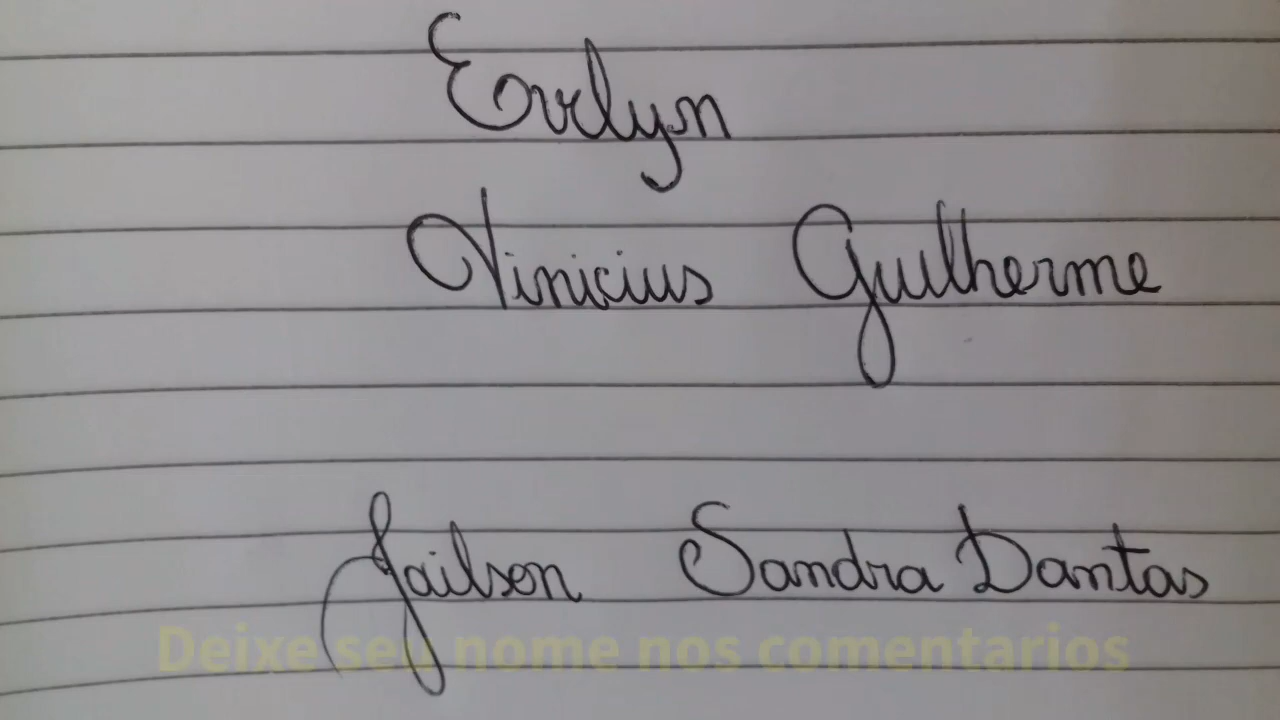 Evelyn
Vinicius Guilherme
Jailson Sandra Dantas
Deixe seu nome nos comentarios